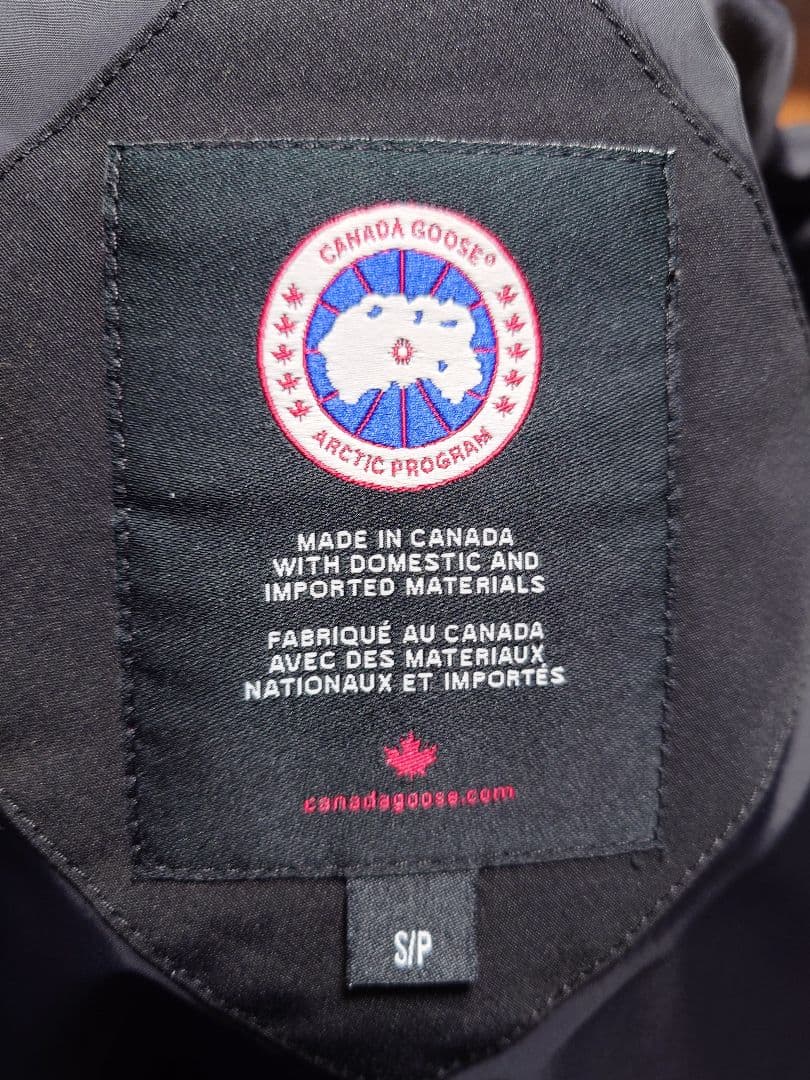 CANADA GOOSE®
ARCTIC PROGRAM
MADE IN CANADA
WITH DOMESTIC AND
IMPORTED MATERIALS
FABRIQUÉ AU CANADA
AVEC DES MATERIAUX
NATIONAUX ET IMPORTÉS
canadagoose.com
S/P